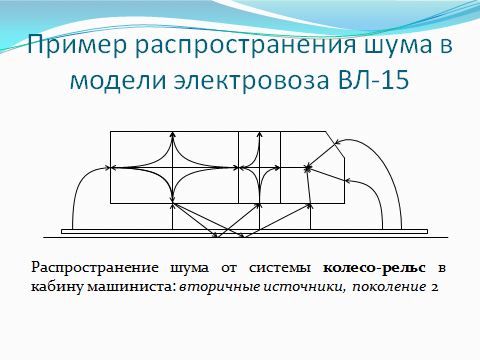 Пример распространения шума в
модели электровоза ВЛ-15
Распространение шума от системы колесо-рельс в
кабину машиниста: вторичные источники, поколение 2